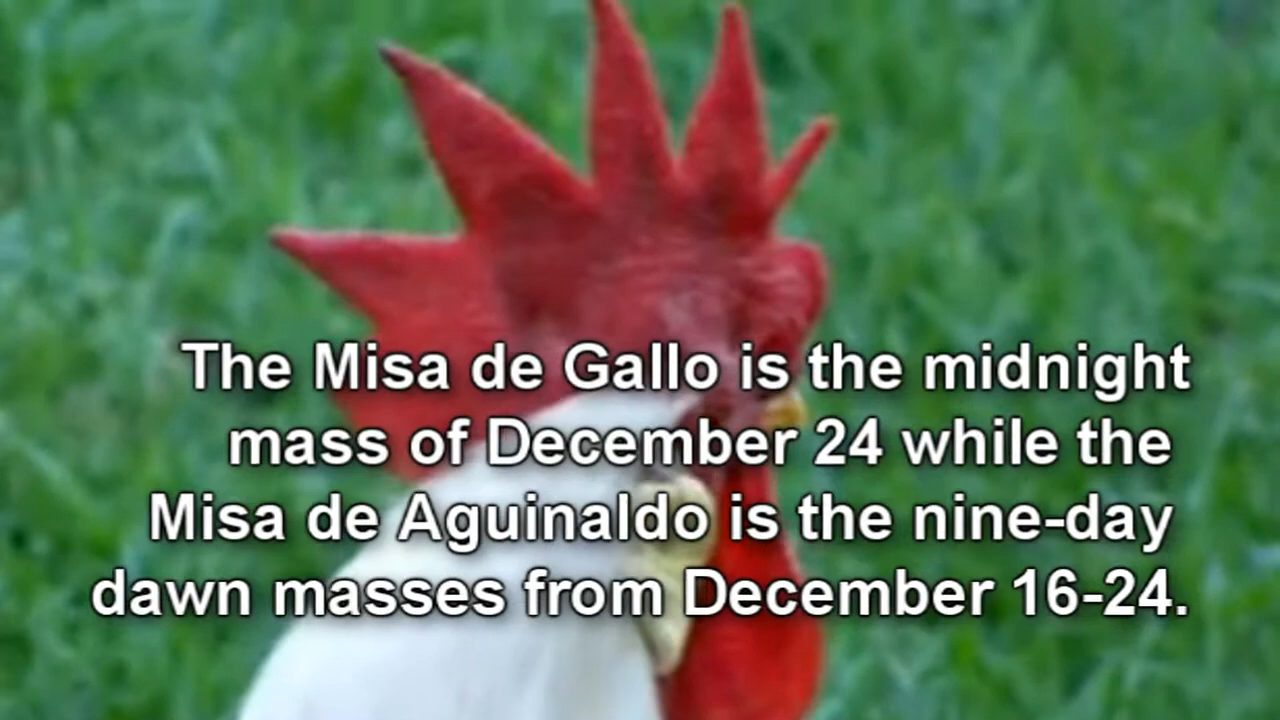 The Misa de Gallo is the midnight
mass of December 24 while the
Misa de Aguinaldo is the nine-day
dawn masses from December 16-24.